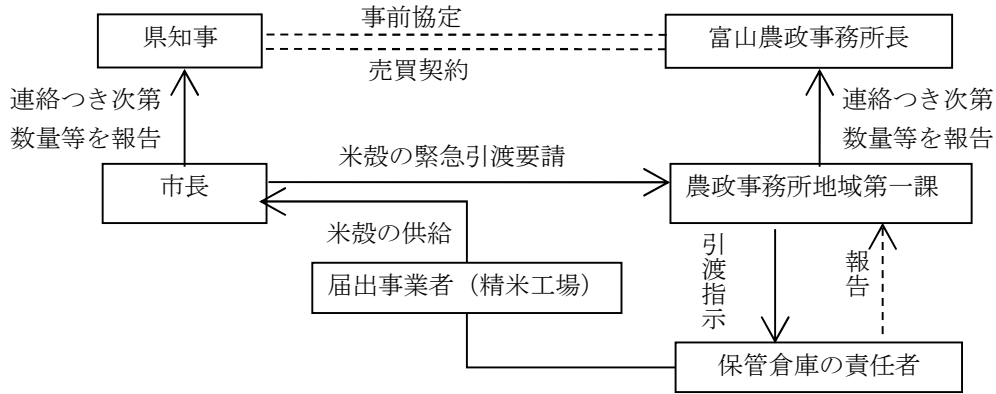 事前協定
県知事
富山農政事務所長
売買契約
連絡つき次第
数量等を報告
連絡つき次第
数量等を報告
米殻の緊急引渡要請
市長
農政事務所地域第一課
米殻の供給
引渡指示
報告
届出事業者（精米工場）
保管倉庫の責任者